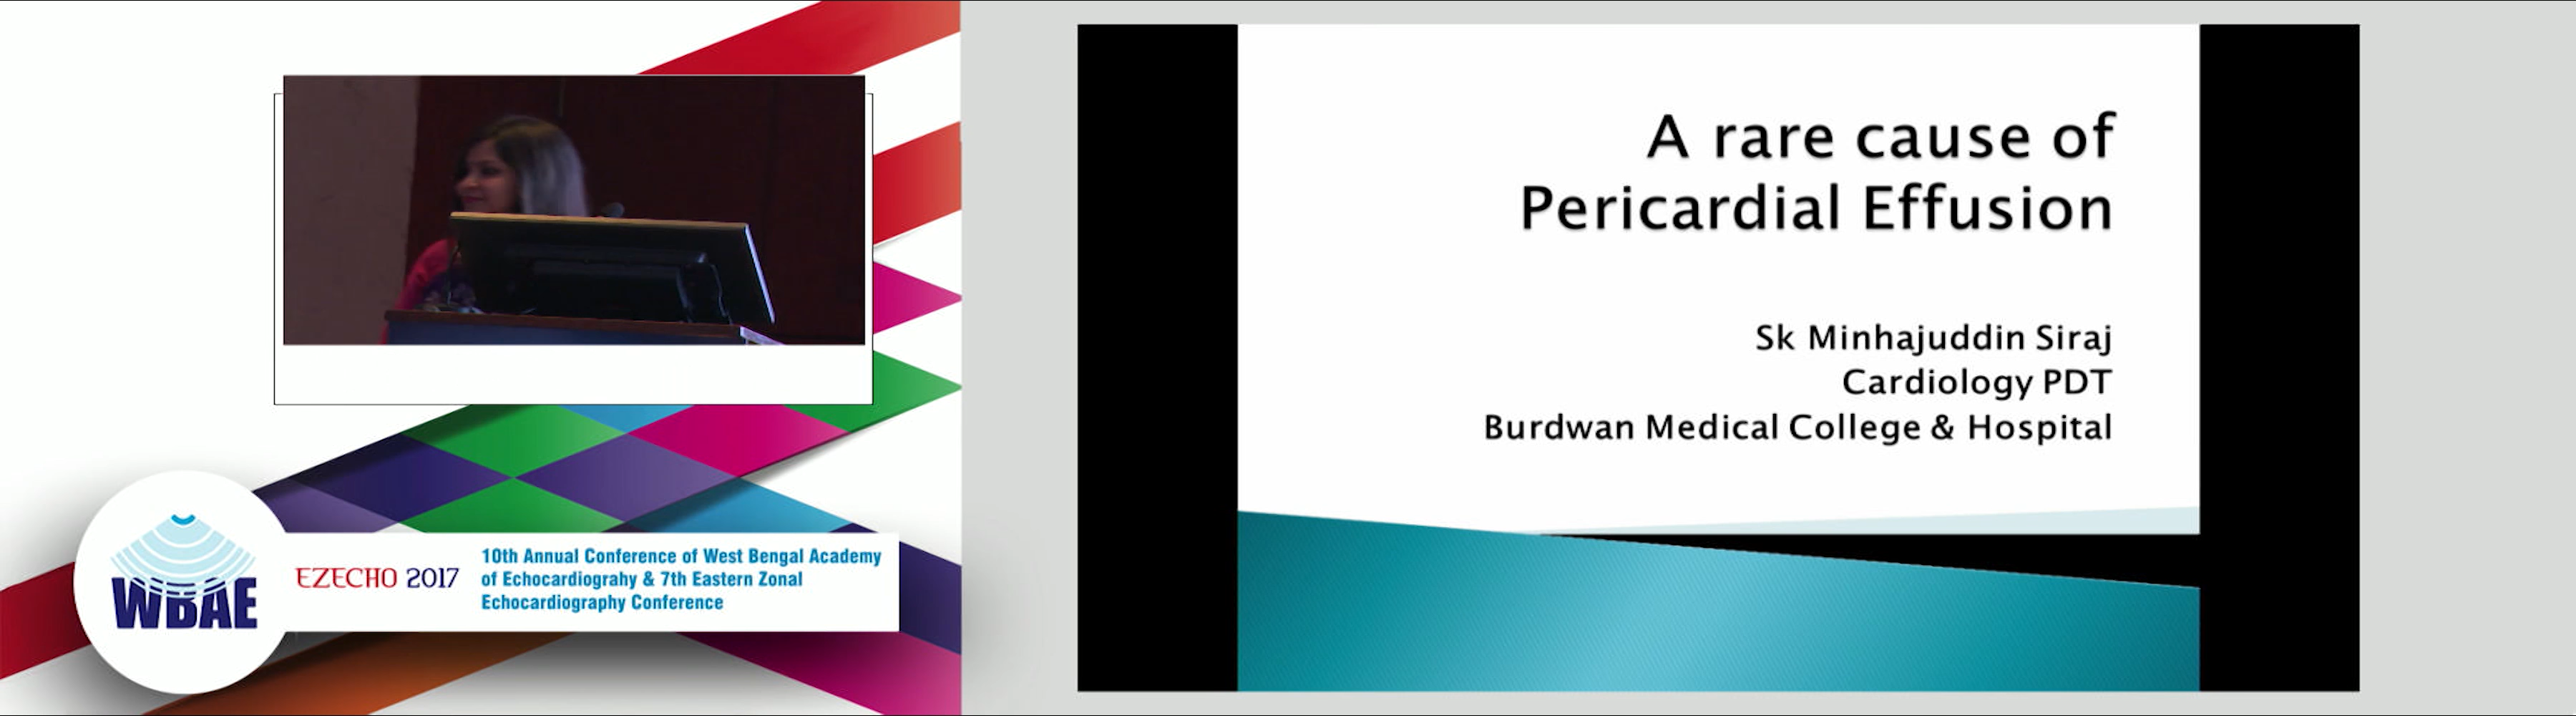 WBAE
EZECHO 2017
10th Annual Conference of West Bengal Academy
of Echocardiograhy & 7th Eastern Zonal
Echocardiography Conference
A rare cause of
Pericardial Effusion
Sk Minhajuddin Siraj
Cardiology PDT
Burdwan Medical College & Hospital